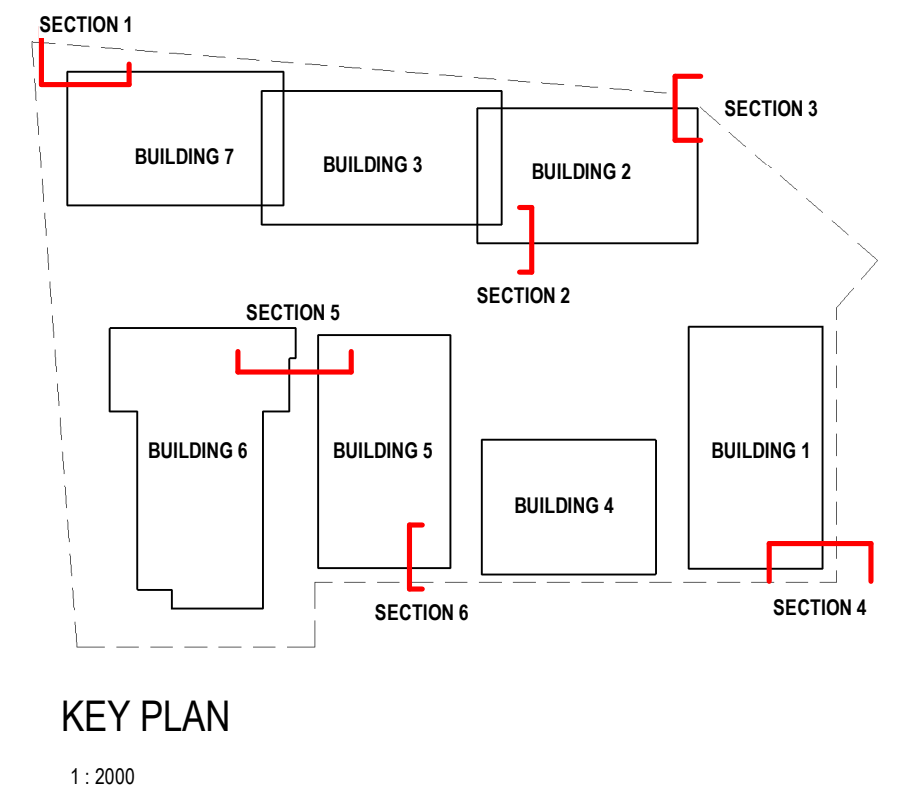 SECTION 1
SECTION 3
BUILDING 7
BUILDING 3
BUILDING 2
SECTION 2
SECTION 5
BUILDING 6
BUILDING 5
BUILDING 1
BUILDING 4
SECTION 6
SECTION 4
KEY PLAN
1 : 2000